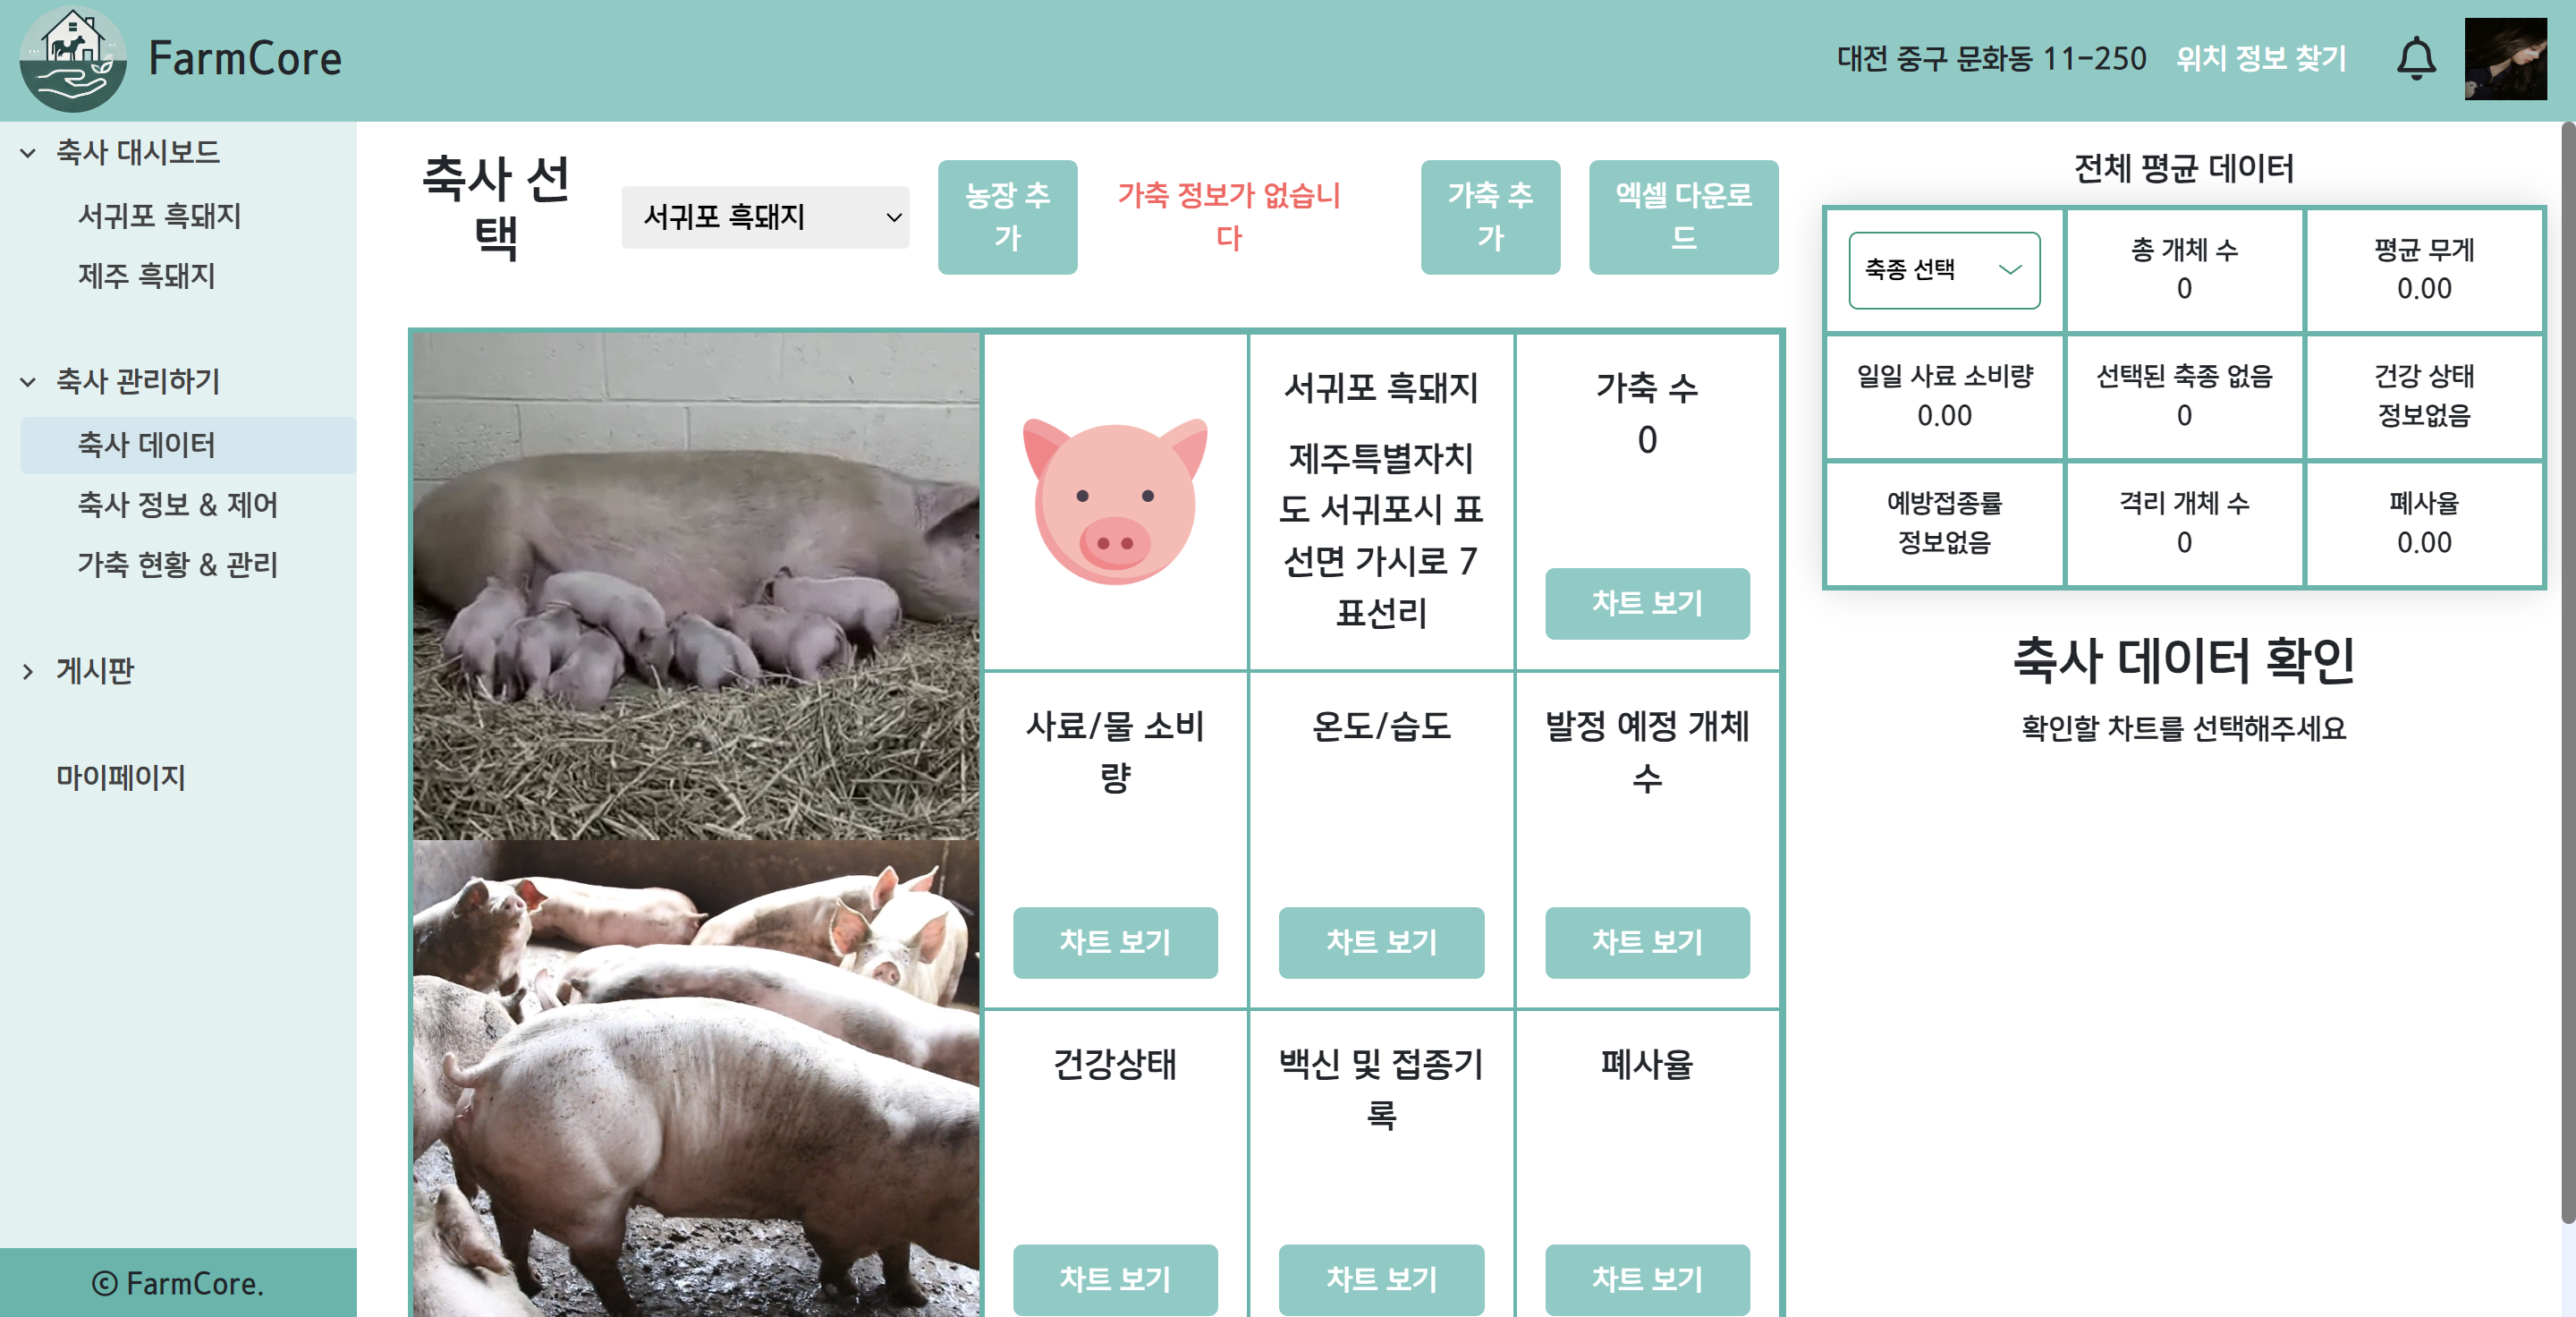 FarmCore
대전 중구 문화동 11-250
위치 정보 찾기
축사 대시보드
서귀포 흑돼지
제주 흑돼지
축사 관리하기
축사 데이터
축사 정보 & 제어
가축 현황 & 관리
게시판
마이페이지
© FarmCore.
축사 선
택
서귀포 흑돼지
농장 추
가
가축 정보가 없습니
다
가축 추
가
엑셀 다운로
드
서귀포 흑돼지
제주특별자치
도 서귀포시 표
선면 가시로 7
표선리
가축 수
0
차트 보기
사료/물 소비
량
차트 보기
온도/습도
차트 보기
발정 예정 개체
수
차트 보기
건강상태
차트 보기
백신 및 접종기
록
차트 보기
폐사율
차트 보기
전체 평균 데이터
축종 선택
총 개체 수
0
평균 무게
0.00
일일 사료 소비량
0.00
선택된 축종 없음
0
건강 상태
정보없음
예방접종률
정보없음
격리 개체 수
0
폐사율
0.00
축사 데이터 확인
확인할 차트를 선택해주세요